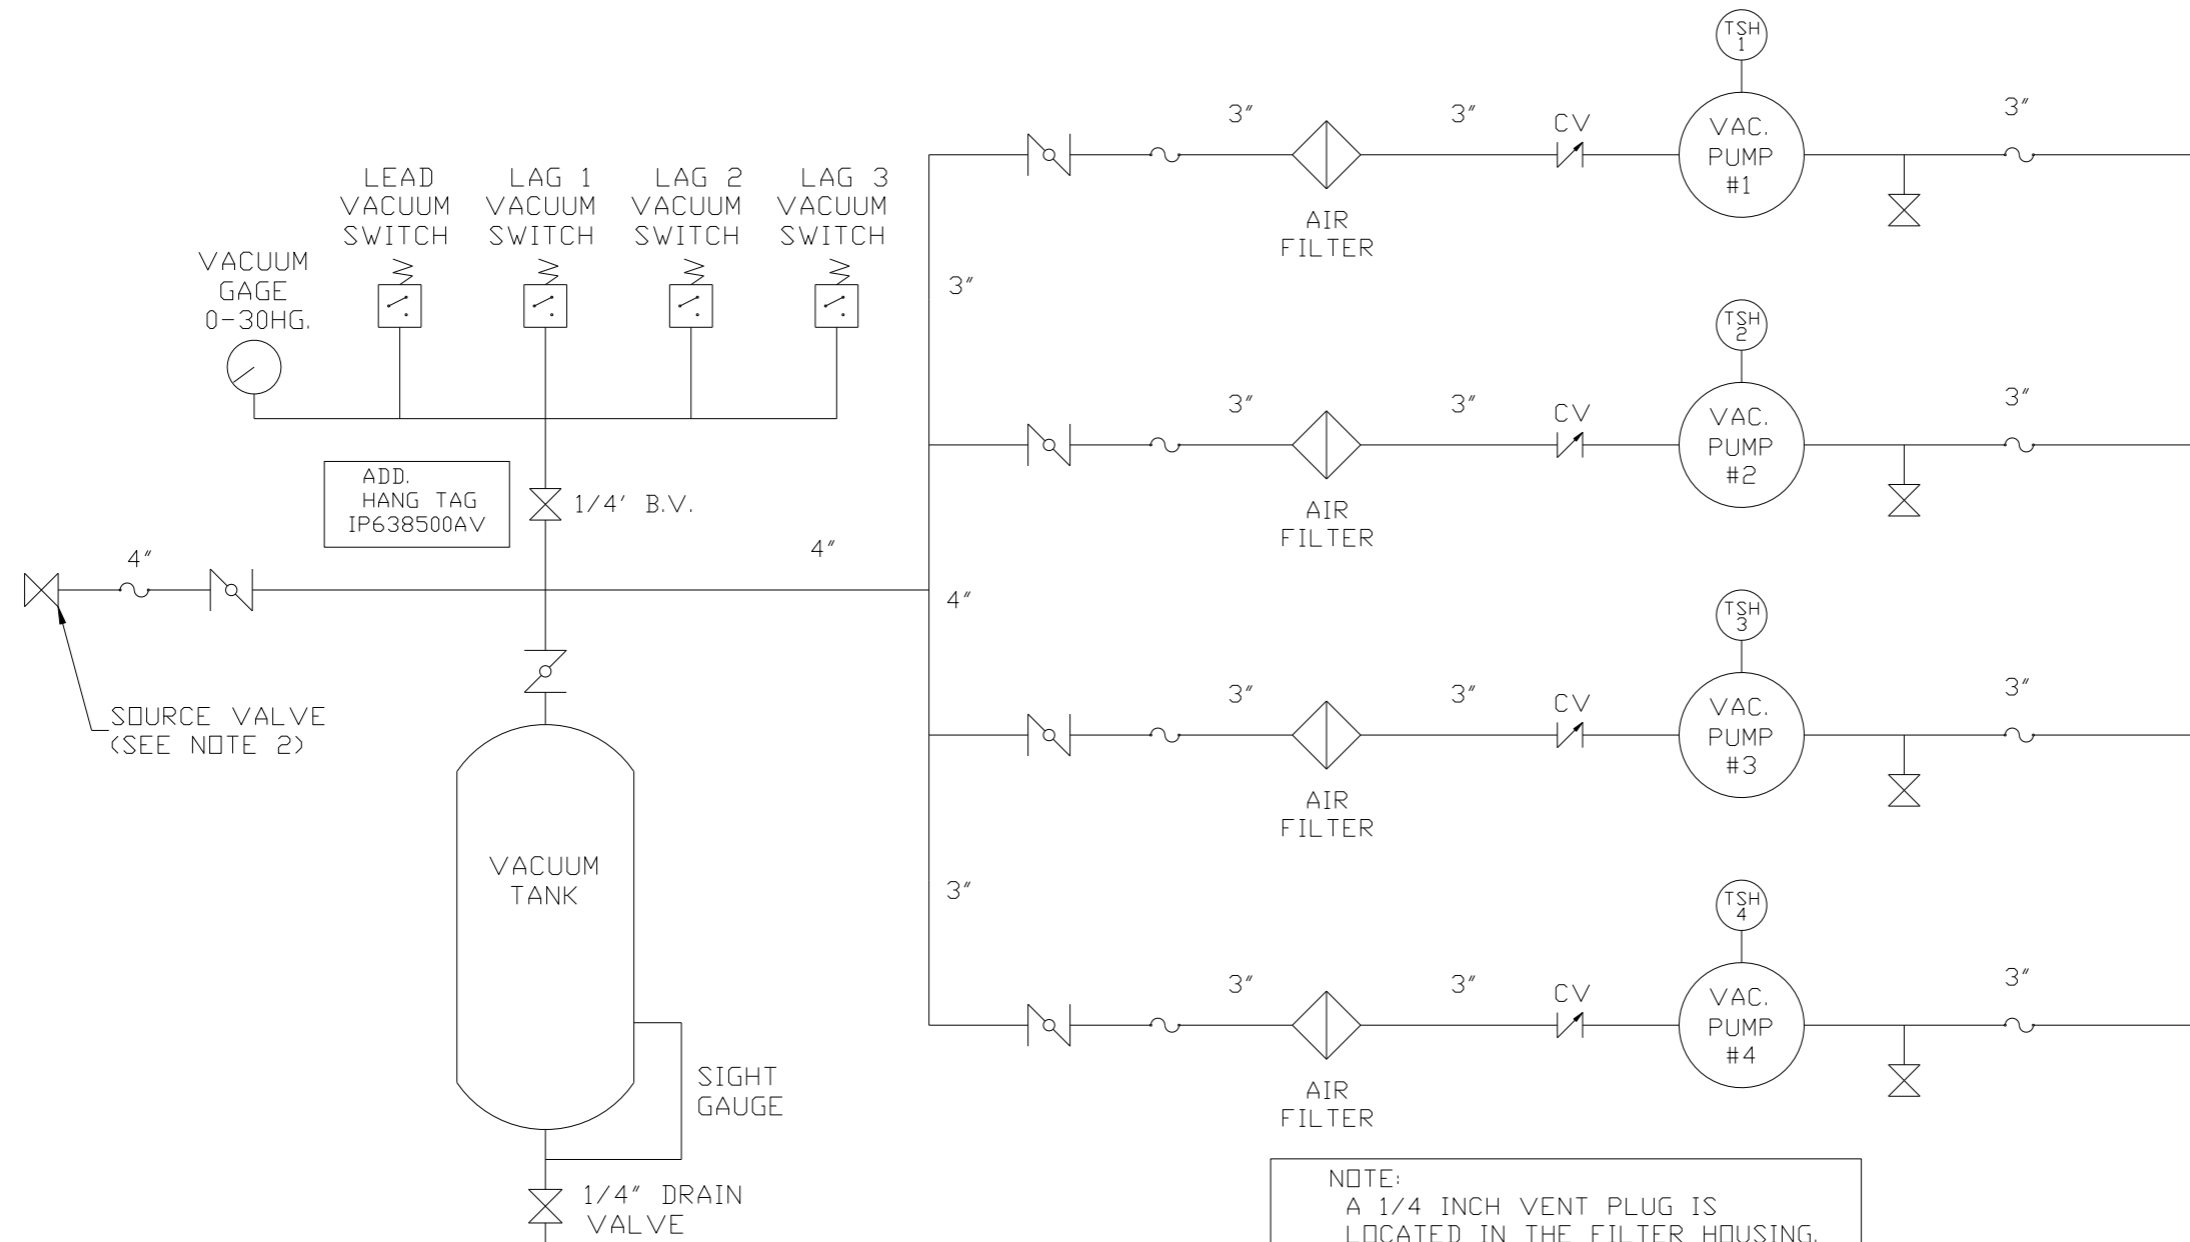 TSH
1
3″
3″
CV
VAC.
PUMP
#1
3″
AIR
FILTER
LEAD
VACUUM
SWITCH
LAG 1
VACUUM
SWITCH
LAG 2
VACUUM
SWITCH
LAG 3
VACUUM
SWITCH
VACUUM
GAGE
0-30HG.
3″
TSH
2
3″
3″
CV
VAC.
PUMP
#2
3″
AIR
FILTER
ADD.
HANG TAG
IP638500AV
1/4′ B.V.
4″
4″
4″
SOURCE VALVE
(SEE NOTE 2)
TSH
3
3″
3″
CV
VAC.
PUMP
#3
3″
AIR
FILTER
VACUUM
TANK
3″
TSH
4
3″
3″
CV
VAC.
PUMP
#4
3″
AIR
FILTER
SIGHT
GAUGE
1/4″ DRAIN
VALVE
NOTE:
A 1/4 INCH VENT PLUG IS
LOCATED IN THE FILTER HOUSING.